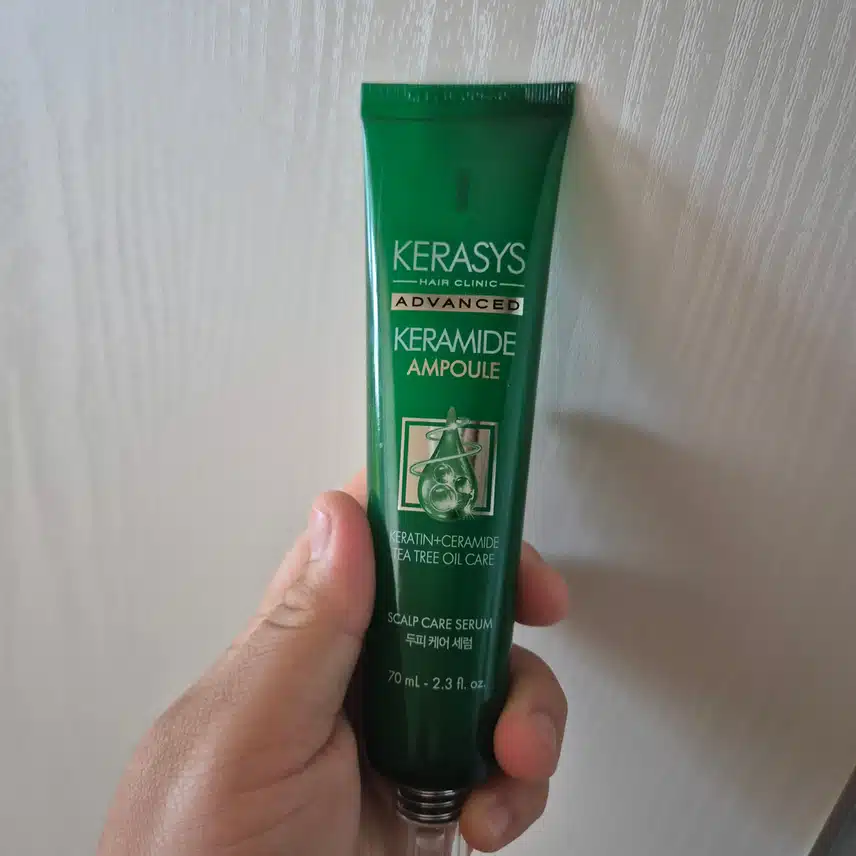 KERASYS
HAIR CLINIC
ADVANCED
KERAMIDE
AMPOULE
KERATIN+CERAMIDE
TEA TREE OIL CARE
SCALP CARE SERUM
두피 케어 세럼
70 mL - 2.3 fl. oz.